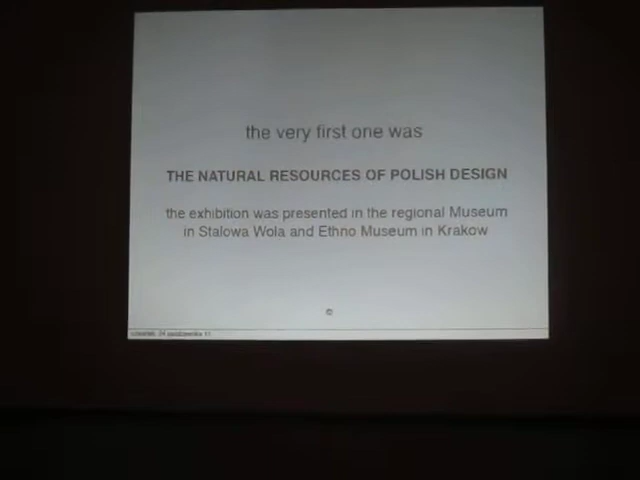 the very first one was
THE NATURAL RESOURCES OF POLISH DESIGN
the exhibition was presented in the regional Museum
in Stalowa Wola and Ethno Museum in Krakow
©